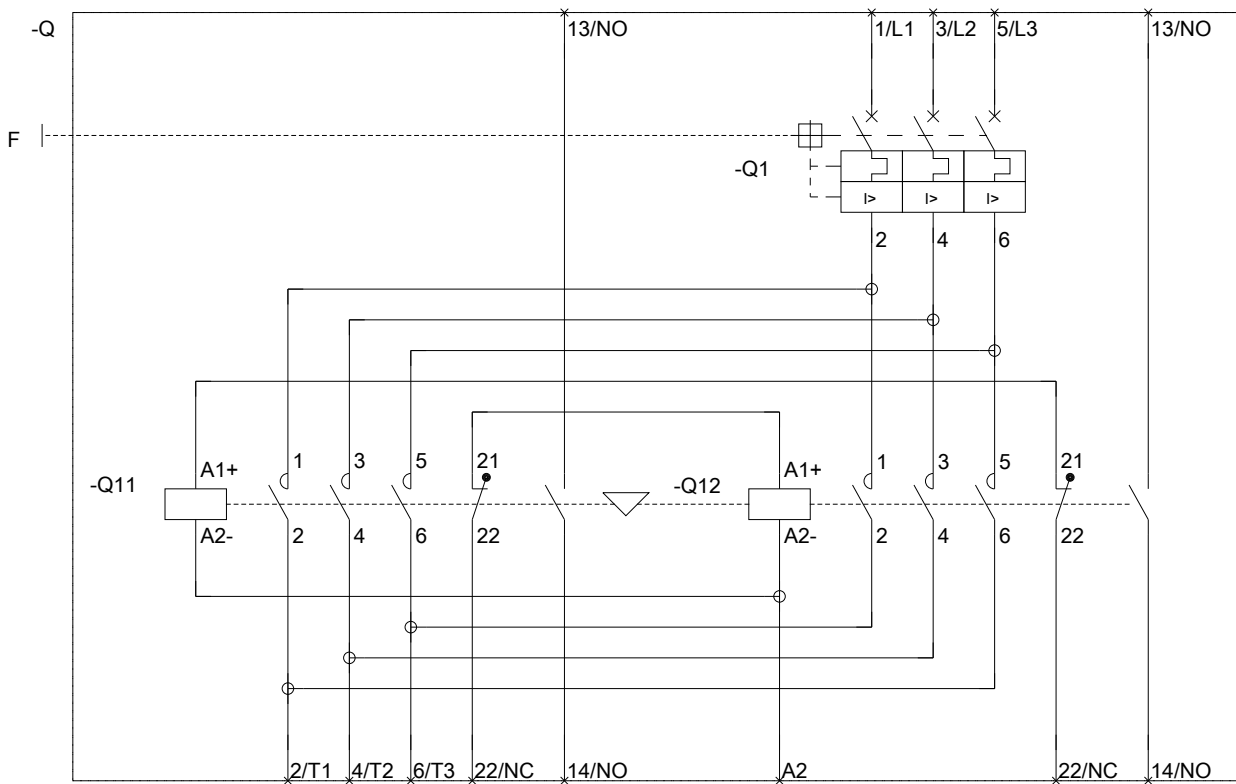 -Q 13/NO 1/L1 3/L2 5/L3 13/NO
F
-Q1
I> I> I>
2 4 6
1 3 5 21 1 3 5 21
-Q11 A1+ -Q12 A1+
A2- 2 4 6 22 A2- 2 4 6 22
2/T1 4/T2 6/T3 22/NC 14/NO A2 22/NC 14/NO